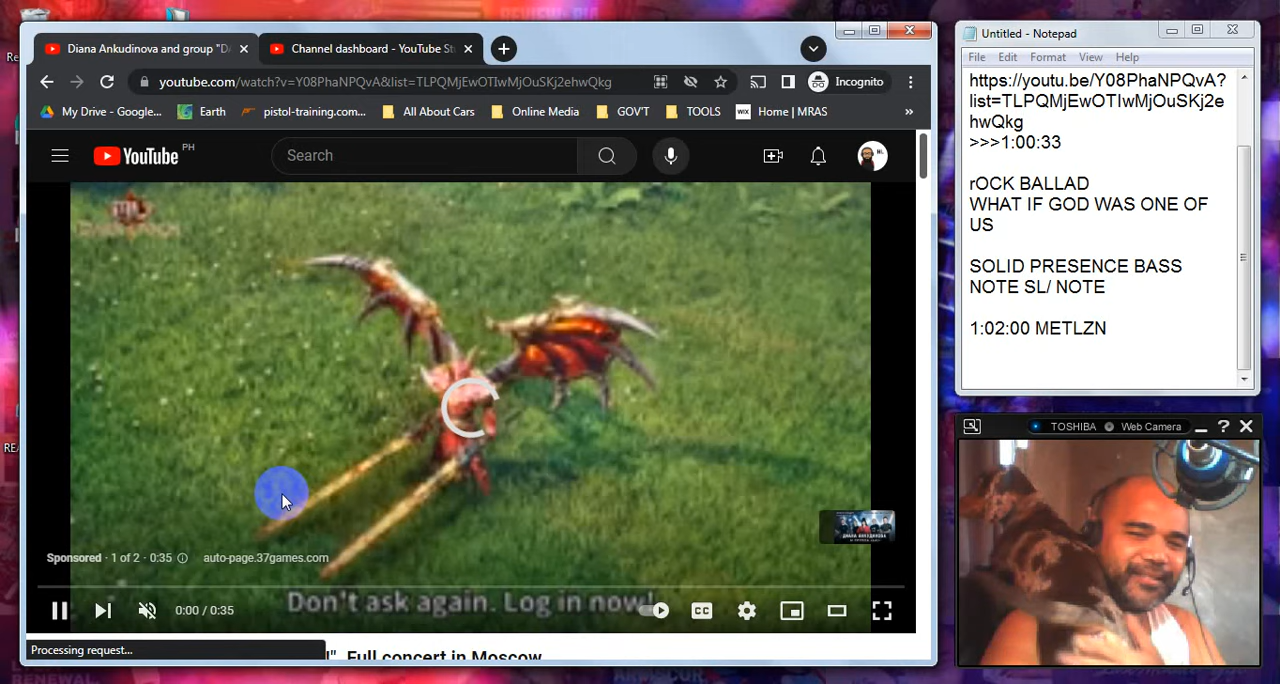 Diana Ankudinova and group "D
Channel dashboard - YouTube St
Untitled - Notepad
File Edit Format View Help
youtube.com/watch?v=Y08PhaNPQvA&list=TLPQMjEwOTIwMjOuSKj2ehwQkg
Incognito
My Drive - Google...
Earth
pistol-training.com...
All About Cars
Online Media
GOV'T
TOOLS
WIX
Home | MRAS
»
https://youtu.be/Y08PhaNPQvA?
list=TLPQMjEwOTIwMjOuSKj2e
hwQkg
>>>1:00:33
rOCK BALLAD
WHAT IF GOD WAS ONE OF
US
SOLID PRESENCE BASS
NOTE SL/ NOTE
1:02:00 METLZN
YouTube PH
Search
TOSHIBA Web Camera
Sponsored · 1 of 2 · 0:35
auto-page.37games.com
Don't ask again. Log in now!
0:00 / 0:35
CC
Processing request...
!". Full concert in Moscow
RENEWAL.